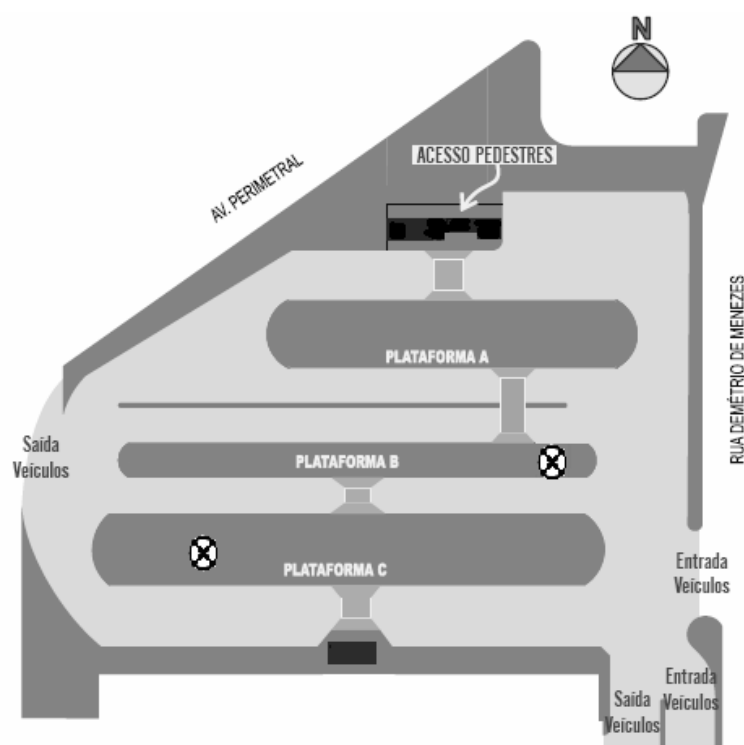 N
ACESSO PEDESTRES
AV. PERIMETRAL
RUA DEMÉTRIO DE MENEZES
PLATAFORMA A
Saída
Veículos
PLATAFORMA B
PLATAFORMA C
Entrada
Veículos
Entrada
Veículos
Saída
Veículos